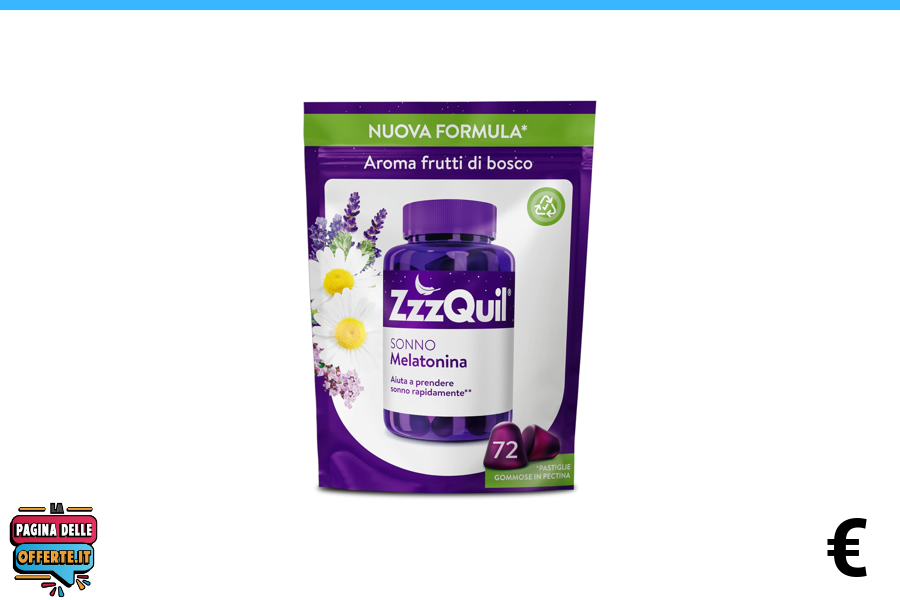 NUOVA FORMULA*
Aroma frutti di bosco
ZzzQuil®
SONNO
Melatonina
Aiuta a prendere
sonno rapidamente**
72
*PASTIGLIE
GOMMOSE IN PECTINA
LA
PAGINA DELLE
OFFERTE.IT
€